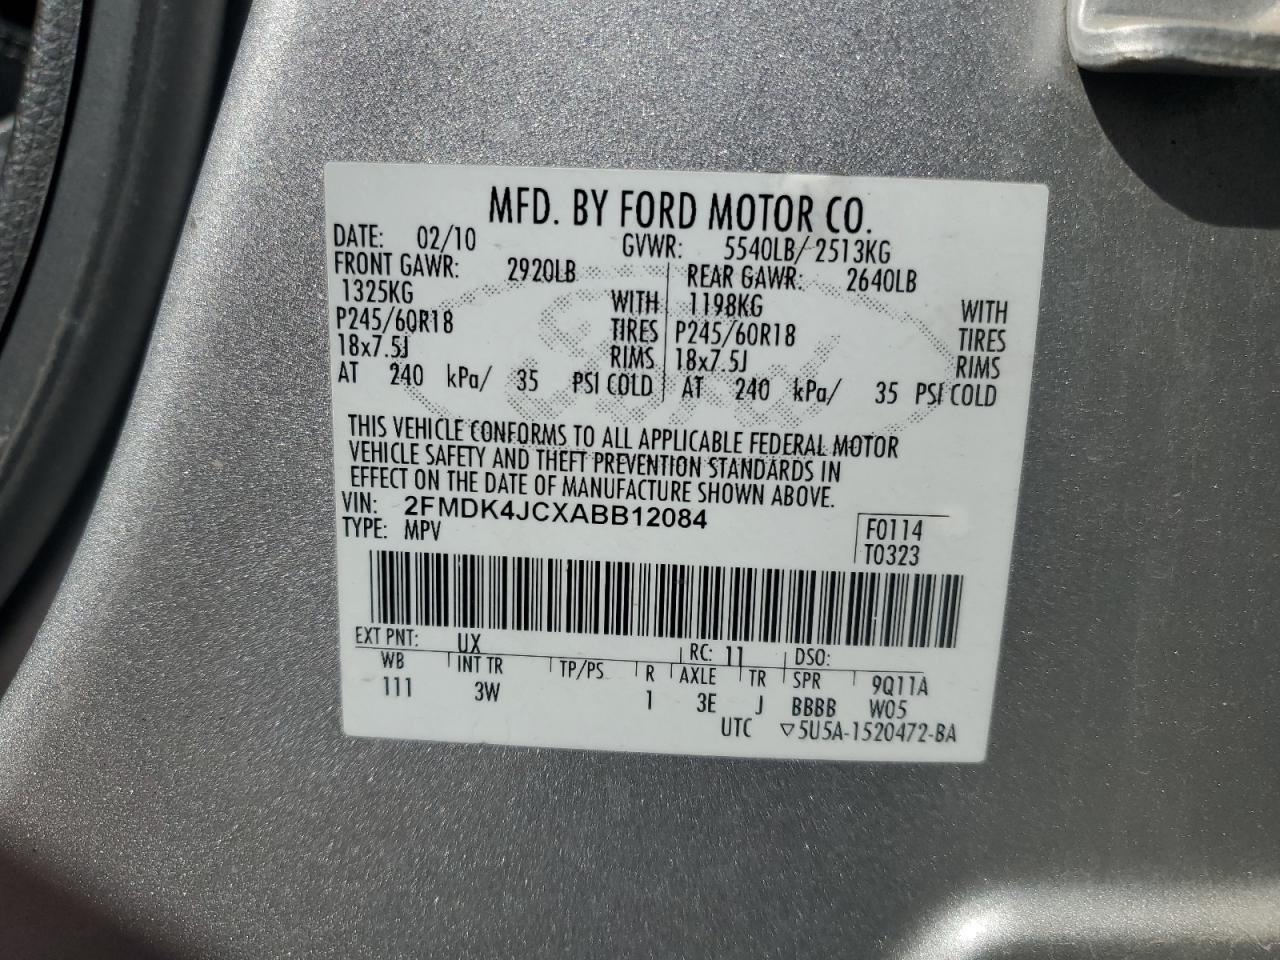 MFD. BY FORD MOTOR CO.
DATE: 02/10 GVWR: 5540LB/ 2513KG
FRONT GAWR: 2920LB REAR GAWR: 2640LB
1325KG WITH 1198KG WITH
P245/60R18 TIRES P245/60R18 TIRES
18x7.5J RIMS 18x7.5J RIMS
AT 240 kPa/ 35 PSI COLD AT 240 kPa/ 35 PSI COLD
THIS VEHICLE CONFORMS TO ALL APPLICABLE FEDERAL MOTOR
VEHICLE SAFETY AND THEFT PREVENTION STANDARDS IN
EFFECT ON THE DATE OF MANUFACTURE SHOWN ABOVE.
VIN: 2FMDK4JCXABB12084
TYPE: MPV
F0114
T0323
EXT PNT: UX RC: 11 DSO:
WB INT TR TP/PS R AXLE TR SPR 9Q11A
111 3W 1 3E J BBBB W05
UTC ▽5U5A-1520472-BA
Ford